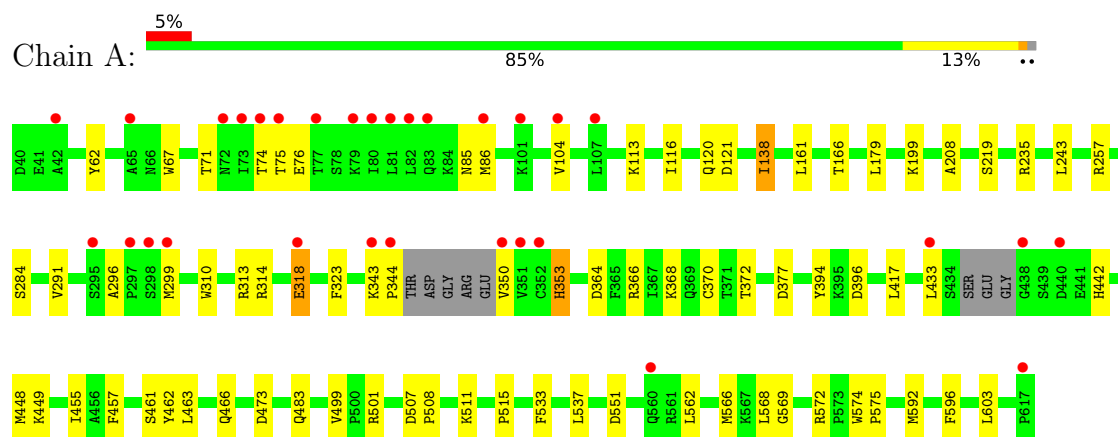 5%
Chain A:
85% 13% ••
D40 E41 A42 Y62 A65 N66 W67 T71 N72 I73 T74 T75 E76 T77 S78 K79 I80 L81 L82 Q83 K84 N85 M86 K101 V104 L107 K113 I116 Q120 D121 I138 L161 T166 L179 K199 A208 S219 R235 L243 R257
S284 V291 S295 A296 P297 S298 M299 W310 R313 R314 E318 F323 K343 P344 THR ASP GLY ARG GLU V350 V351 C352 H353 D364 F365 R366 I367 K368 Q369 C370 T371 T372 D377 Y394 K395 D396 L417 L433 S434 SER GLU GLY G438 S439 D440 E441 H442
M448 K449 I455 A456 F457 S461 Y462 L463 Q466 D473 Q483 V499 P500 R501 D507 P508 K511 P515 F533 L537 D551 Q560 R561 L562 M566 K567 L568 G569 R572 P573 W574 P575 M592 F596 L603 P617